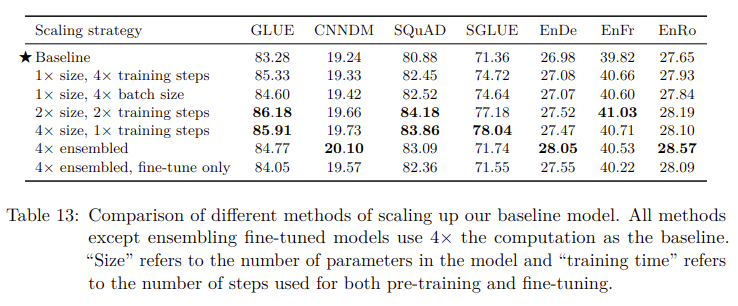 Scaling strategy GLUE CNNDM SQuAD SGLUE EnDe EnFr EnRo
★ Baseline 83.28 19.24 80.88 71.36 26.98 39.82 27.65
1× size, 4× training steps 85.33 19.33 82.45 74.72 27.08 40.66 27.93
1× size, 4× batch size 84.60 19.42 82.52 74.64 27.07 40.60 27.84
2× size, 2× training steps 86.18 19.66 84.18 77.18 27.52 41.03 28.19
4× size, 1× training steps 85.91 19.73 83.86 78.04 27.47 40.71 28.10
4× ensembled 84.77 20.10 83.09 71.74 28.05 40.53 28.57
4× ensembled, fine-tune only 84.05 19.57 82.36 71.55 27.55 40.22 28.09
Table 13: Comparison of different methods of scaling up our baseline model. All methods
except ensembling fine-tuned models use 4× the computation as the baseline.
“Size” refers to the number of parameters in the model and “training time” refers
to the number of steps used for both pre-training and fine-tuning.